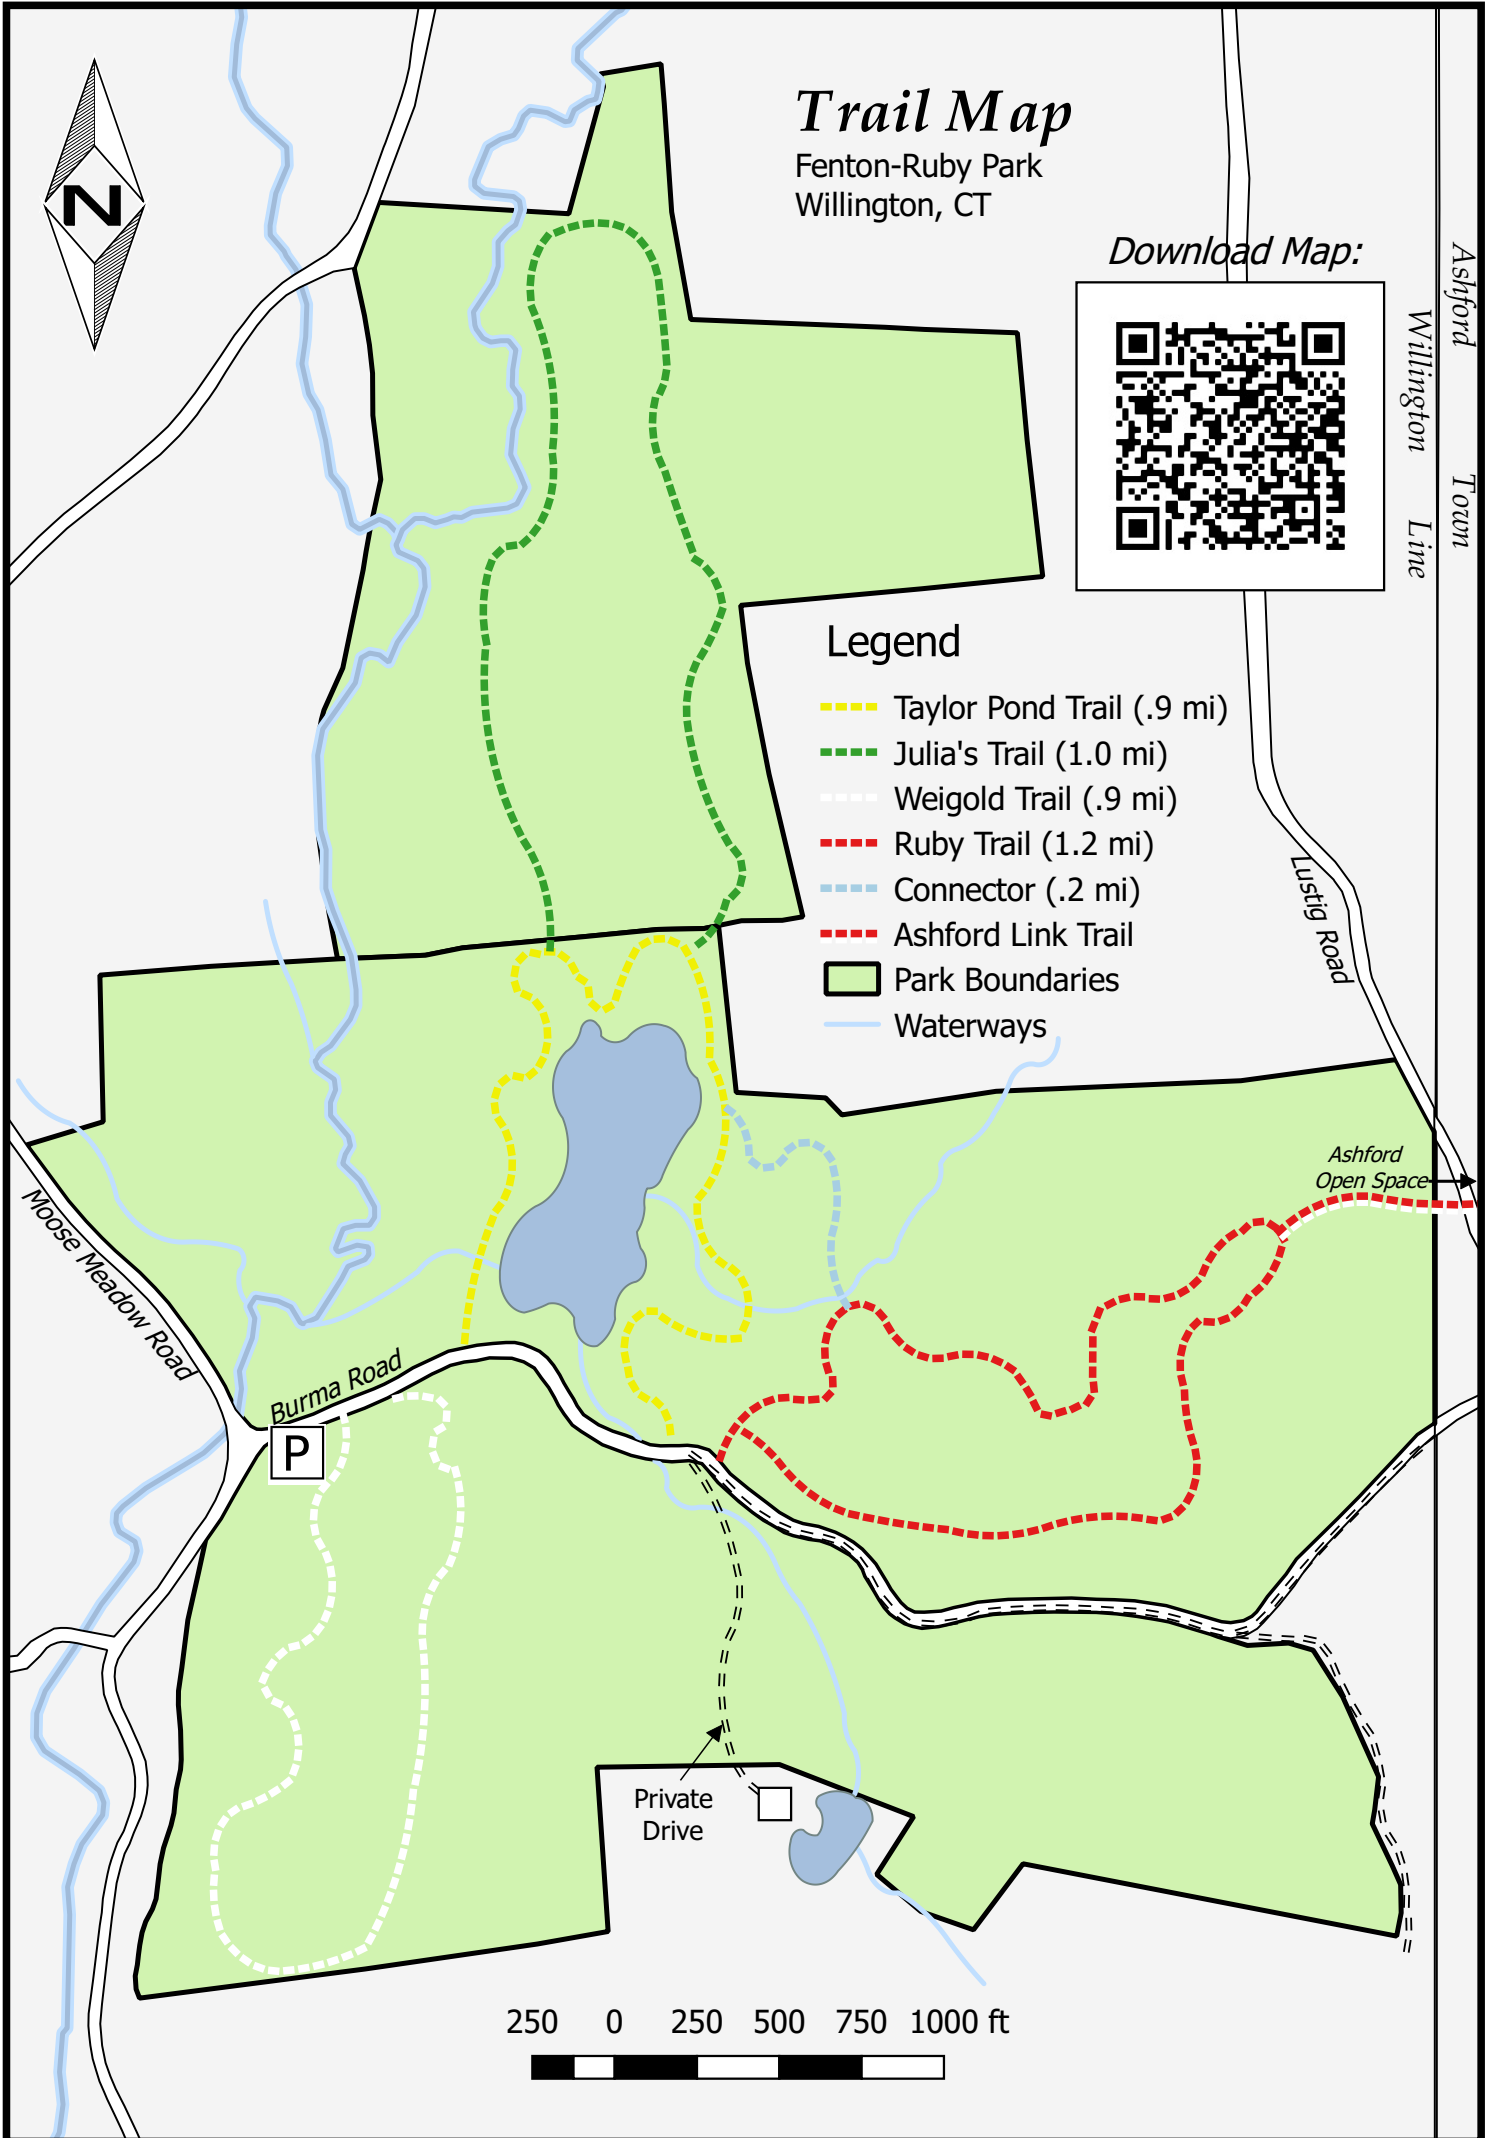 N
Trail Map
Fenton-Ruby Park
Willington, CT
Download Map:
Ashford Town
Willington Line
Legend
Taylor Pond Trail (.9 mi)
Julia's Trail (1.0 mi)
Weigold Trail (.9 mi)
Ruby Trail (1.2 mi)
Connector (.2 mi)
Ashford Link Trail
Park Boundaries
Waterways
Lustig Road
Ashford
Open Space
Moose Meadow Road
Burma Road
P
Private
Drive
250 0 250 500 750 1000 ft